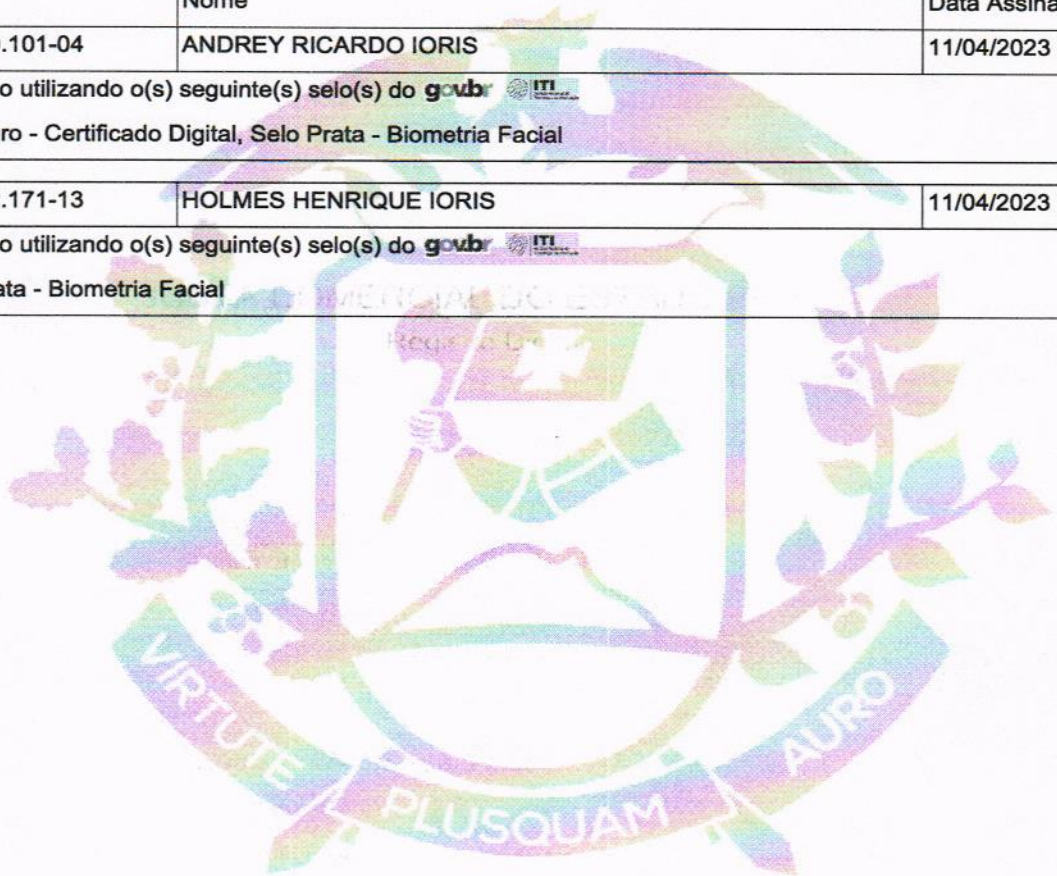 Nome Data Assina
.101-04 ANDREY RICARDO IORIS 11/04/2023
o utilizando o(s) seguinte(s) selo(s) do gov.br ITI
ro - Certificado Digital, Selo Prata - Biometria Facial
.171-13 HOLMES HENRIQUE IORIS 11/04/2023
o utilizando o(s) seguinte(s) selo(s) do gov.br ITI
ata - Biometria Facial
VIRTUTE PLUSQUAM AURO